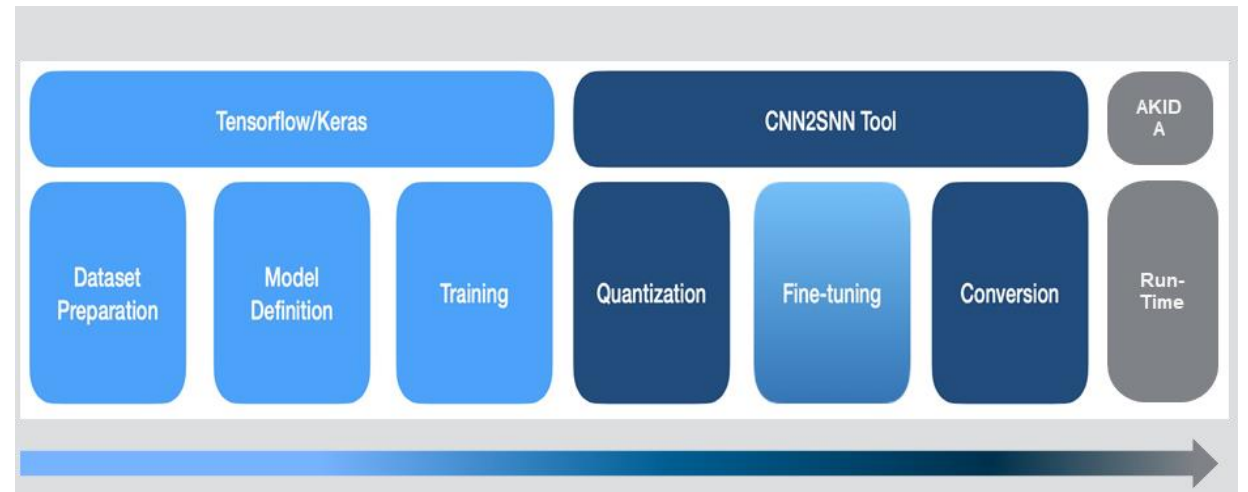 Tensorflow/Keras
CNN2SNN Tool
AKID
A
Dataset
Preparation
Model
Definition
Training
Quantization
Fine-tuning
Conversion
Run-
Time